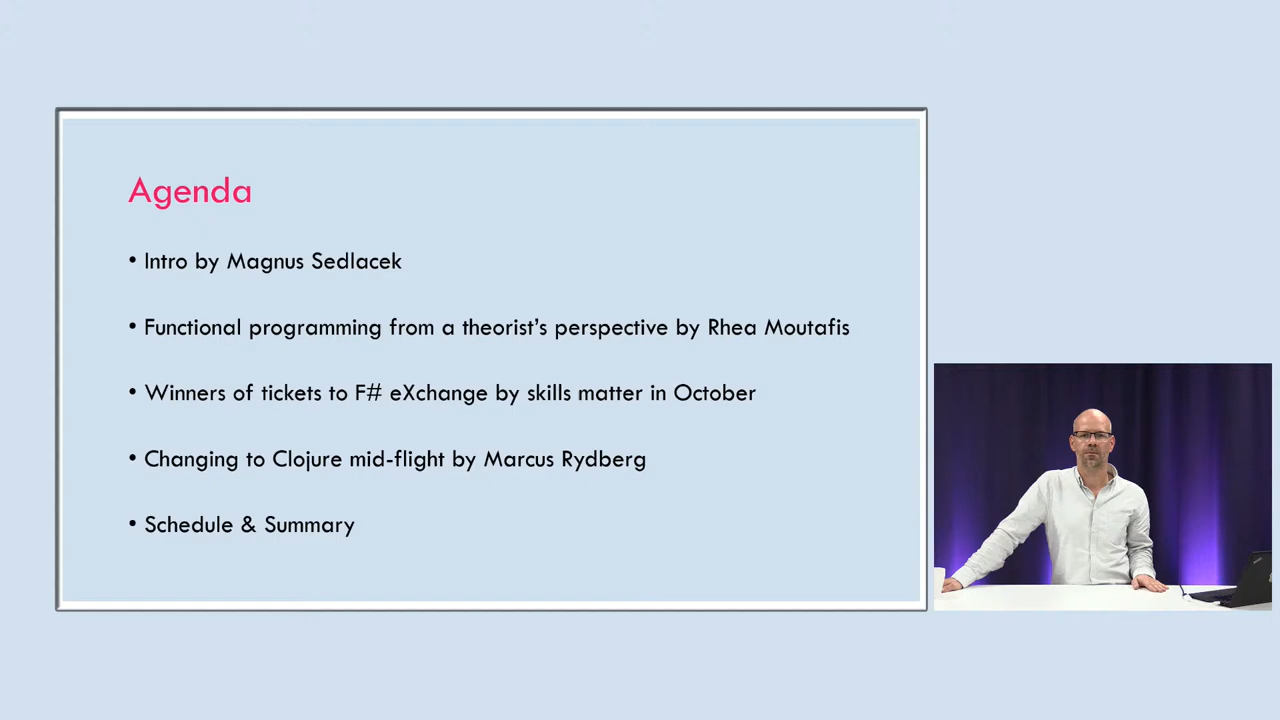 Agenda
• Intro by Magnus Sedlacek
• Functional programming from a theorist’s perspective by Rhea Moutafis
• Winners of tickets to F# eXchange by skills matter in October
• Changing to Clojure mid-flight by Marcus Rydberg
• Schedule & Summary